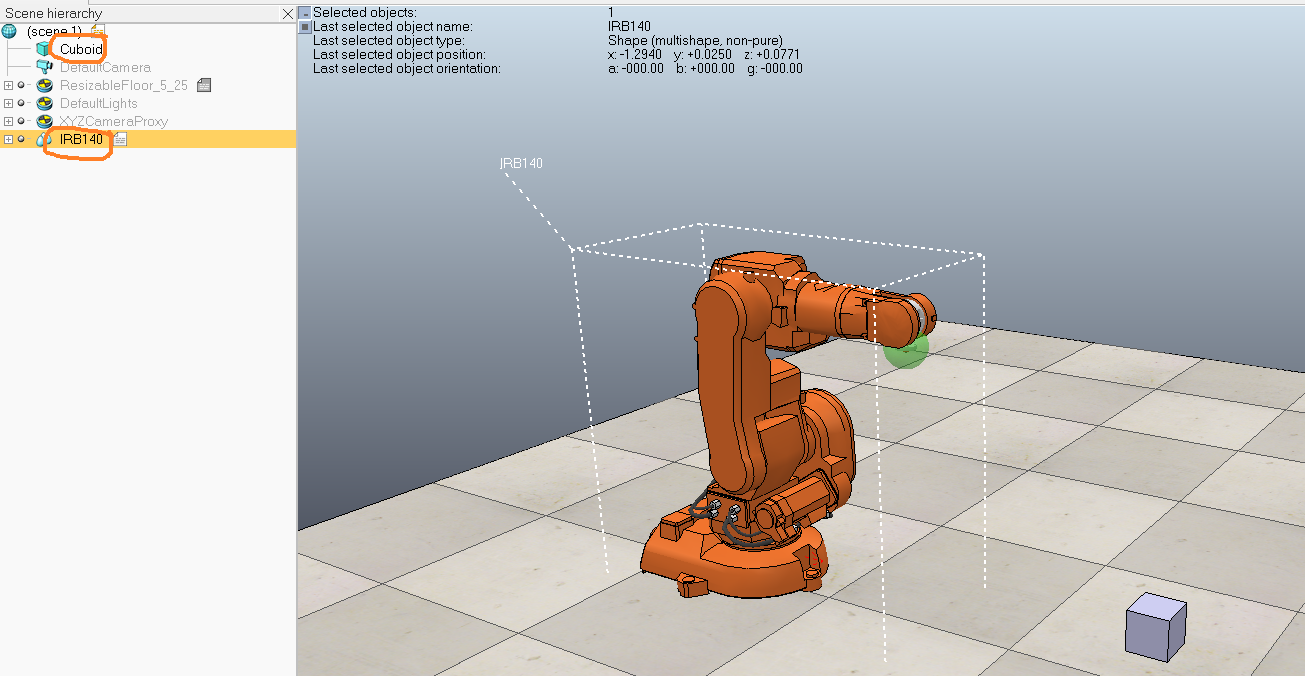 Scene hierarchy
(scene 1)
Cuboid
DefaultCamera
ResizableFloor_5_25
DefaultLights
XYZCameraProxy
IRB140
Selected objects: 1
Last selected object name: IRB140
Last selected object type: Shape (multishape, non-pure)
Last selected object position: x: -1.2940 y: +0.0250 z: +0.0771
Last selected object orientation: a: -000.00 b: +000.00 g: -000.00
IRB140